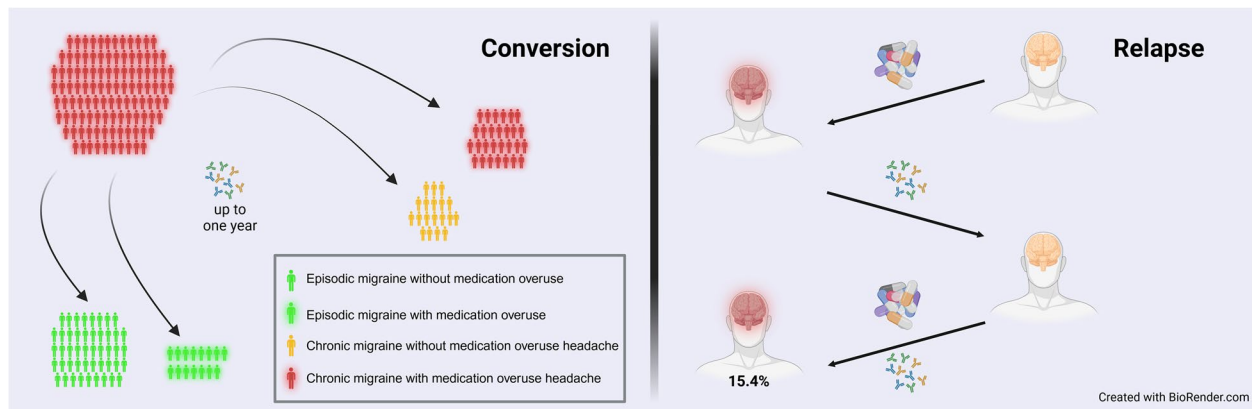 Conversion
up to
one year
Episodic migraine without medication overuse
Episodic migraine with medication overuse
Chronic migraine without medication overuse headache
Chronic migraine with medication overuse headache
Relapse
15.4%
Created with BioRender.com